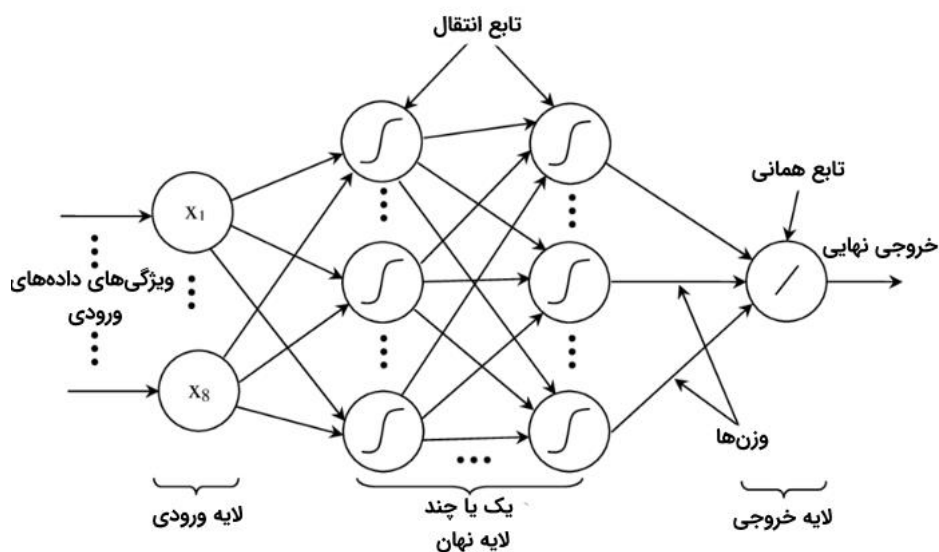 تابع انتقال
تابع همانی
خروجی نهایی
X1
ویژگی‌های داده‌های
ورودی
X8
وزن‌ها
لایه ورودی
یک یا چند
لایه نهان
لایه خروجی